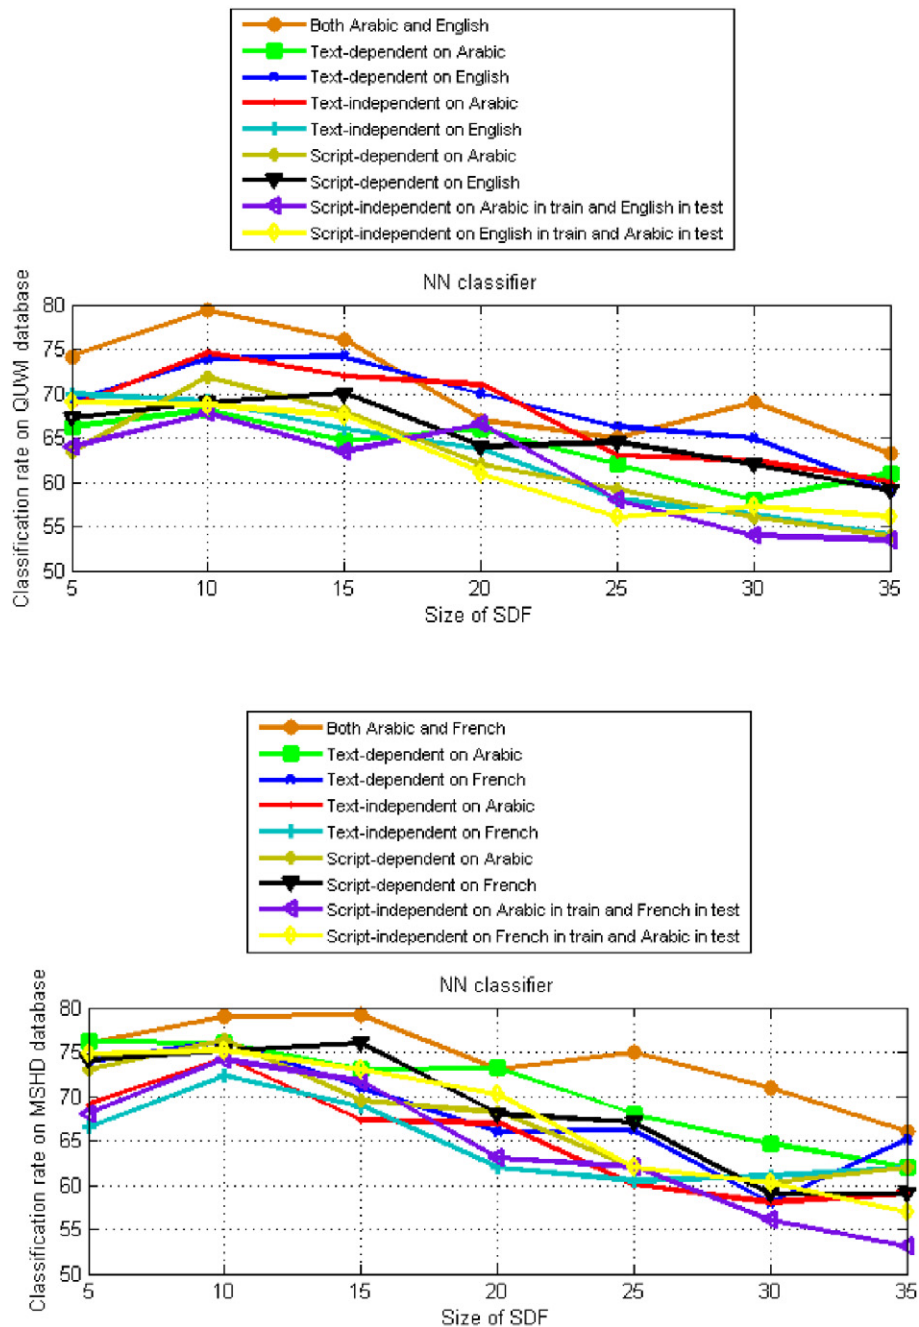 Both Arabic and English
Text-dependent on Arabic
Text-dependent on English
Text-independent on Arabic
Text-independent on English
Script-dependent on Arabic
Script-dependent on English
Script-independent on Arabic in train and English in test
Script-independent on English in train and Arabic in test
NN classifier
Classification rate on QUWI database
80
75
70
65
60
55
50
5 10 15 20 25 30 35
Size of SDF
Both Arabic and French
Text-dependent on Arabic
Text-dependent on French
Text-independent on Arabic
Text-independent on French
Script-dependent on Arabic
Script-dependent on French
Script-independent on Arabic in train and French in test
Script-independent on French in train and Arabic in test
NN classifier
Classification rate on MSHD database
80
75
70
65
60
55
50
5 10 15 20 25 30 35
Size of SDF